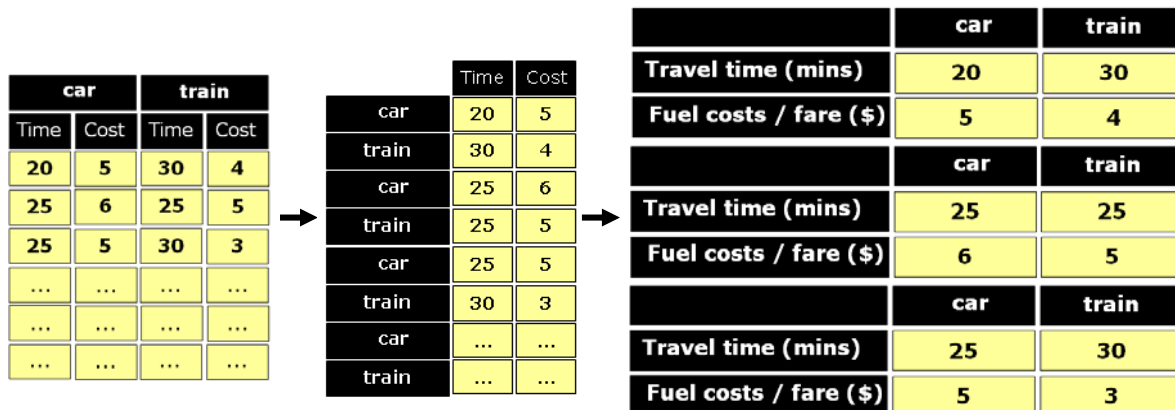 car train
Time Cost Time Cost
20 5 30 4
25 6 25 5
25 5 30 3
... ... ... ...
... ... ... ...
... ... ... ...
Time Cost
car 20 5
train 30 4
car 25 6
train 25 5
car 25 5
train 30 3
car ... ...
train ... ...
car train
Travel time (mins) 20 30
Fuel costs / fare ($) 5 4
car train
Travel time (mins) 25 25
Fuel costs / fare ($) 6 5
car train
Travel time (mins) 25 30
Fuel costs / fare ($) 5 3